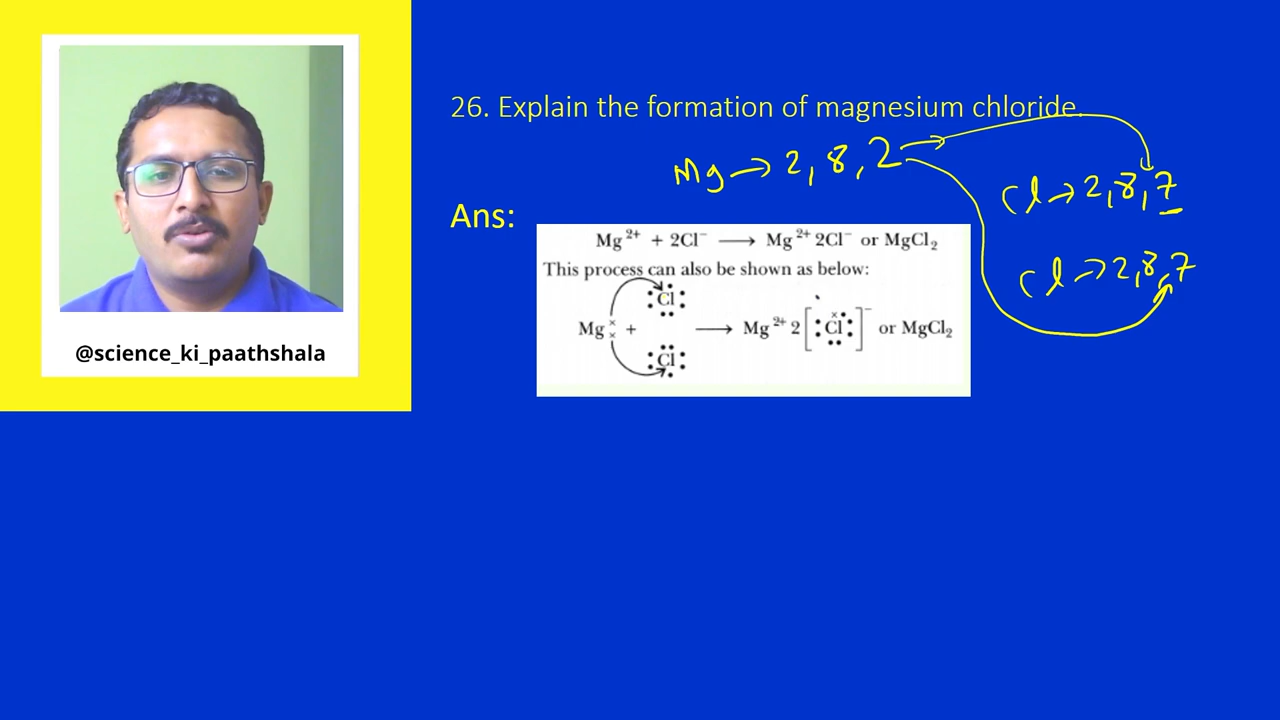 26. Explain the formation of magnesium chloride.
Mg → 2, 8, 2
Cl → 2, 8, 7
Cl → 2, 8, 7
Ans:
Mg²⁺ + 2Cl⁻ ⟶ Mg²⁺ 2Cl⁻ or MgCl₂
This process can also be shown as below:
Cl
Mg ×× + ⟶ Mg²⁺ 2[Cl]⁻ or MgCl₂
Cl
@science_ki_paathshala